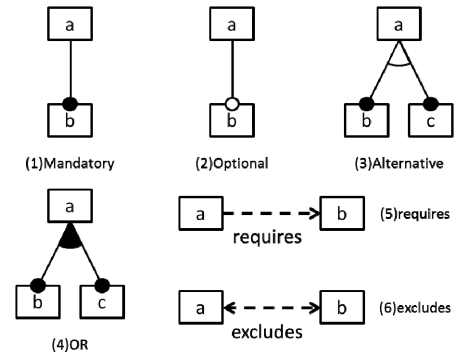 a
a
a
b
b
b
c
(1)Mandatory
(2)Optional
(3)Alternative
a
a
b
(5)requires
requires
b
c
a
b
(6)excludes
excludes
(4)OR